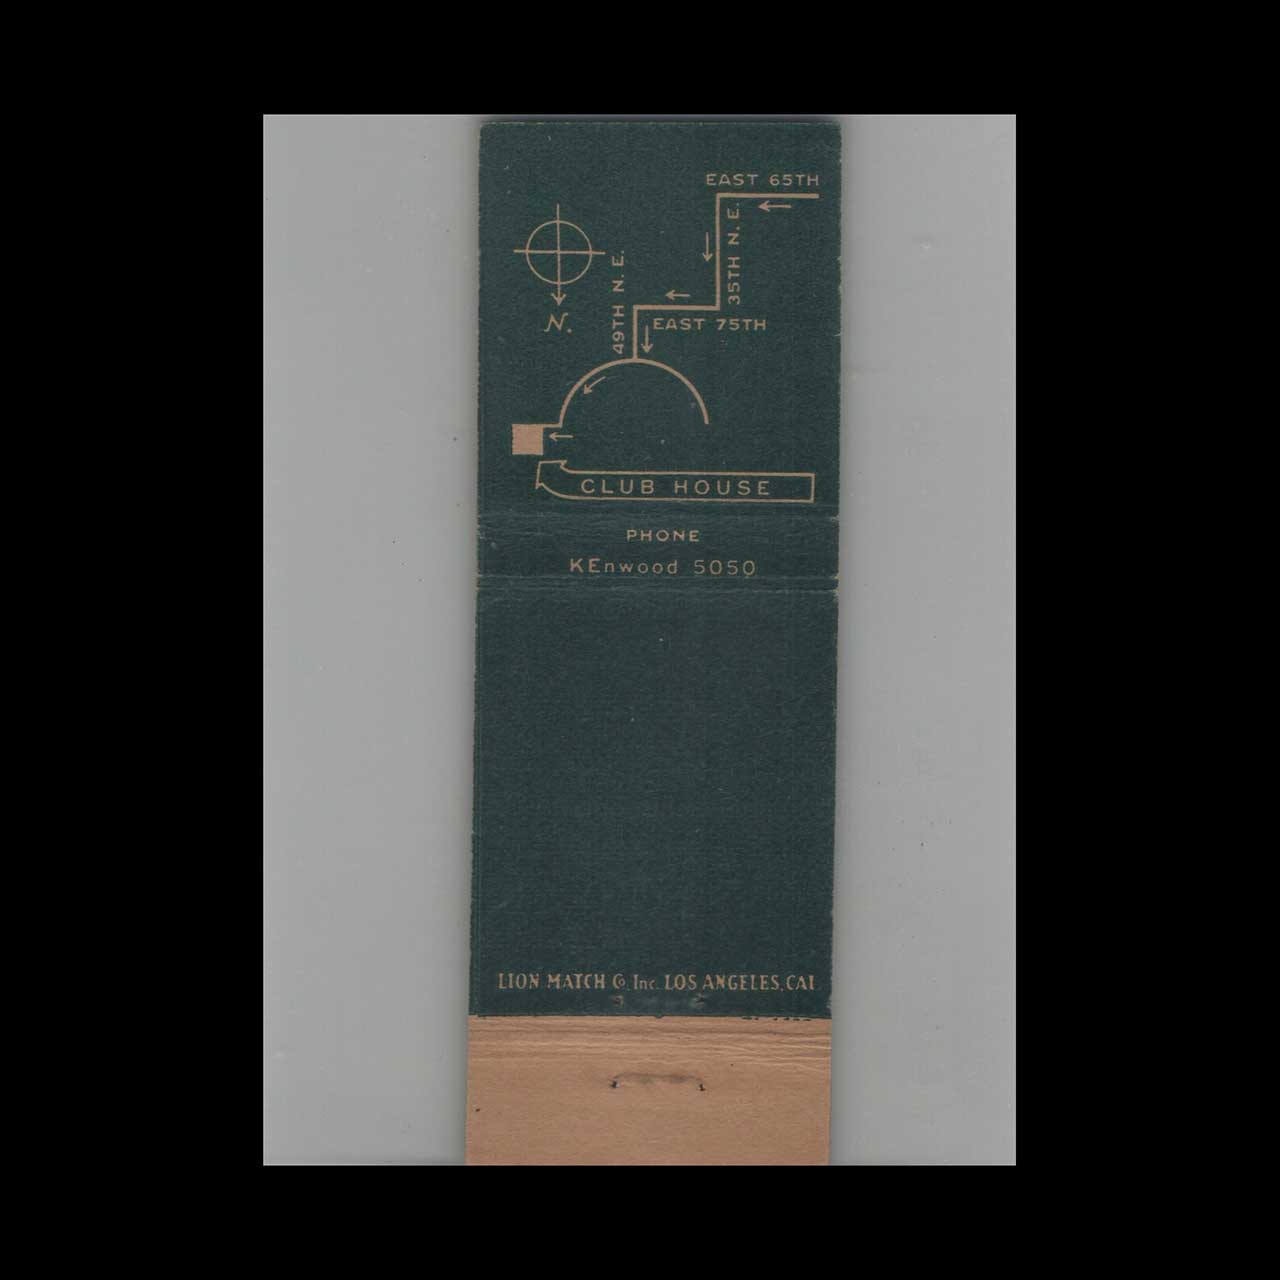 EAST 65TH
35TH N. E.
49TH N. E.
N.
EAST 75TH
CLUB HOUSE
PHONE
KEnwood 5050
LION MATCH Co. Inc. LOS ANGELES, CAL